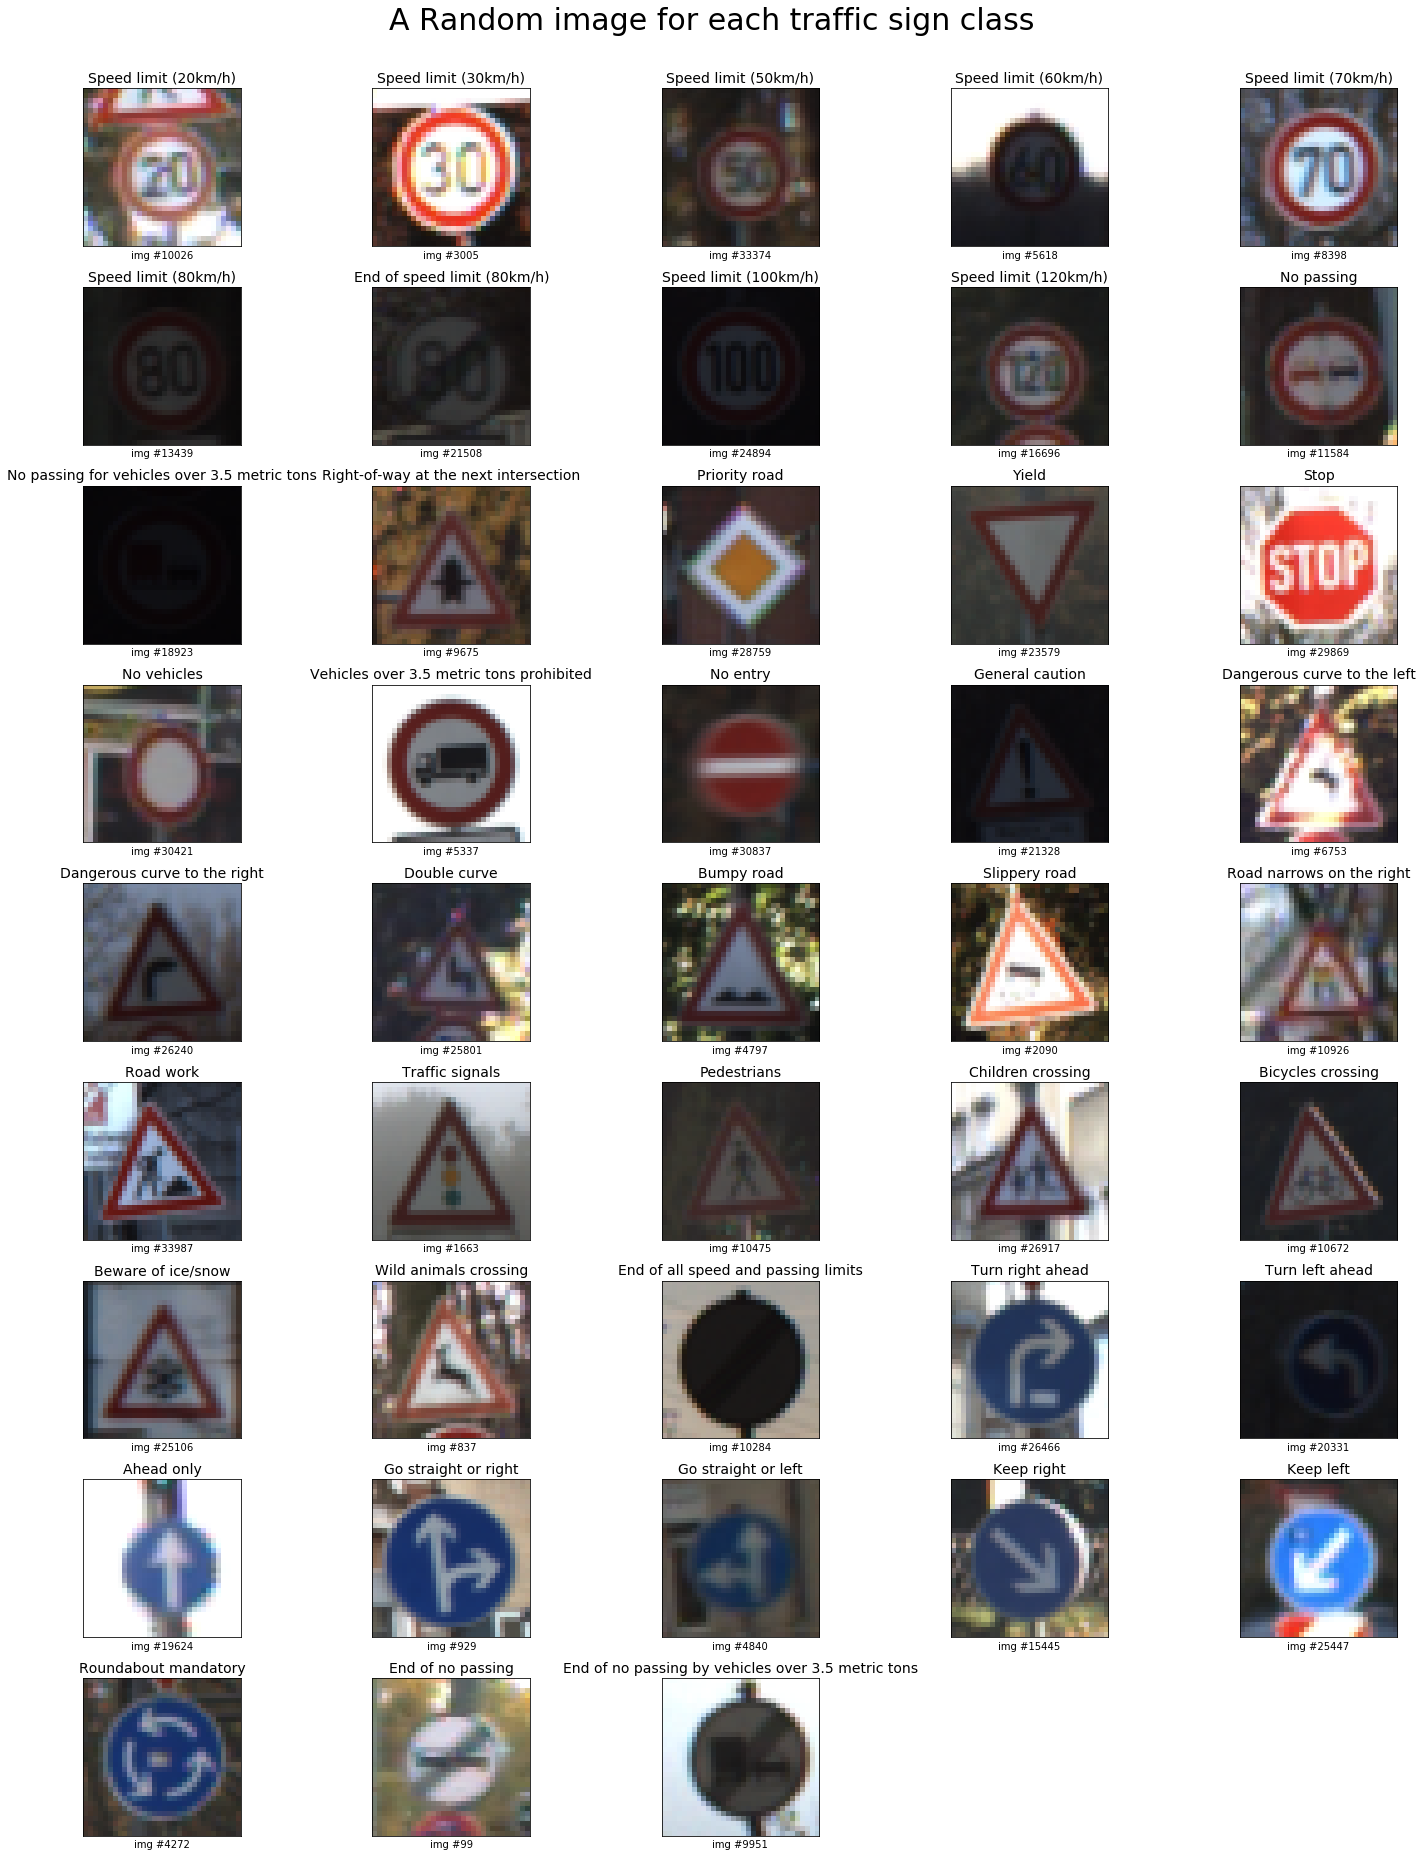 A Random image for each traffic sign class
Speed limit (20km/h)
Speed limit (30km/h)
Speed limit (50km/h)
Speed limit (60km/h)
Speed limit (70km/h)
20
30
50
60
70
img #10026
img #3005
img #33374
img #5618
img #8398
Speed limit (80km/h)
End of speed limit (80km/h)
Speed limit (100km/h)
Speed limit (120km/h)
No passing
80
80
100
120
img #13439
img #21508
img #24894
img #16696
img #11584
No passing for vehicles over 3.5 metric tons
Right-of-way at the next intersection
Priority road
Yield
Stop
STOP
img #18923
img #9675
img #28759
img #23579
img #29869
No vehicles
Vehicles over 3.5 metric tons prohibited
No entry
General caution
Dangerous curve to the left
img #30421
img #5337
img #30837
img #21328
img #6753
Dangerous curve to the right
Double curve
Bumpy road
Slippery road
Road narrows on the right
img #26240
img #25801
img #4797
img #2090
img #10926
Road work
Traffic signals
Pedestrians
Children crossing
Bicycles crossing
img #33987
img #1663
img #10475
img #26917
img #10672
Beware of ice/snow
Wild animals crossing
End of all speed and passing limits
Turn right ahead
Turn left ahead
img #25106
img #837
img #10284
img #26466
img #20331
Ahead only
Go straight or right
Go straight or left
Keep right
Keep left
img #19624
img #929
img #4840
img #15445
img #25447
Roundabout mandatory
End of no passing
End of no passing by vehicles over 3.5 metric tons
img #4272
img #99
img #9951